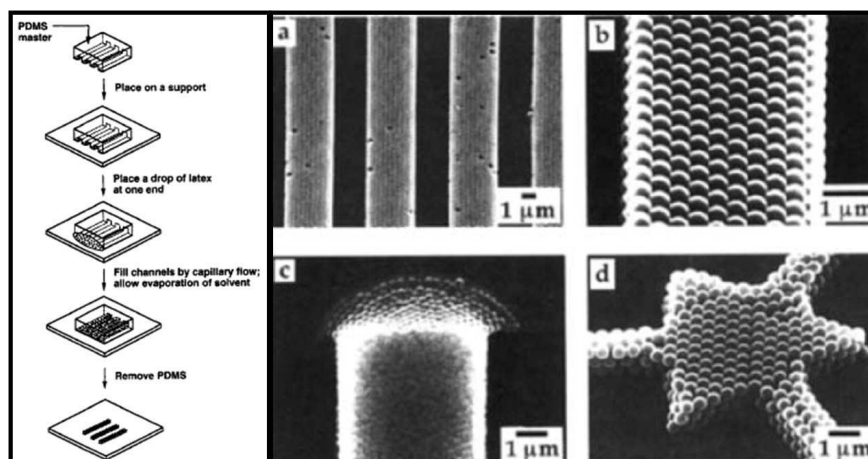 PDMS
master
Place on a support
Place a drop of latex
at one end
Fill channels by capillary flow;
allow evaporation of solvent
Remove PDMS
a
1 μm
b
1 μm
c
1 μm
d
1 μm